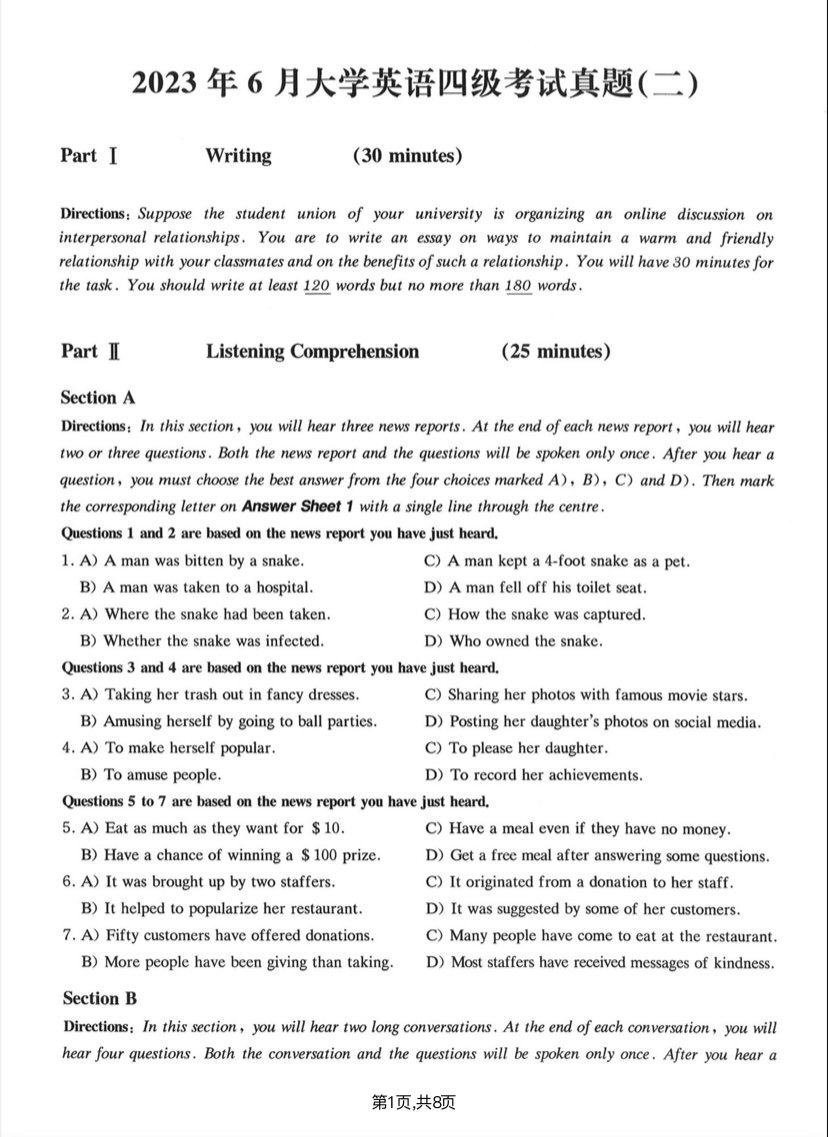 2023 年 6 月大学英语四级考试真题(二)
Part Ⅰ Writing (30 minutes)
Directions: Suppose the student union of your university is organizing an online discussion on
interpersonal relationships. You are to write an essay on ways to maintain a warm and friendly
relationship with your classmates and on the benefits of such a relationship. You will have 30 minutes for
the task. You should write at least 120 words but no more than 180 words.
Part Ⅱ Listening Comprehension (25 minutes)
Section A
Directions: In this section, you will hear three news reports. At the end of each news report, you will hear
two or three questions. Both the news report and the questions will be spoken only once. After you hear a
question, you must choose the best answer from the four choices marked A), B), C) and D). Then mark
the corresponding letter on Answer Sheet 1 with a single line through the centre.
Questions 1 and 2 are based on the news report you have just heard.
1. A) A man was bitten by a snake. C) A man kept a 4-foot snake as a pet.
B) A man was taken to a hospital. D) A man fell off his toilet seat.
2. A) Where the snake had been taken. C) How the snake was captured.
B) Whether the snake was infected. D) Who owned the snake.
Questions 3 and 4 are based on the news report you have just heard.
3. A) Taking her trash out in fancy dresses. C) Sharing her photos with famous movie stars.
B) Amusing herself by going to ball parties. D) Posting her daughter's photos on social media.
4. A) To make herself popular. C) To please her daughter.
B) To amuse people. D) To record her achievements.
Questions 5 to 7 are based on the news report you have just heard.
5. A) Eat as much as they want for $10. C) Have a meal even if they have no money.
B) Have a chance of winning a $100 prize. D) Get a free meal after answering some questions.
6. A) It was brought up by two staffers. C) It originated from a donation to her staff.
B) It helped to popularize her restaurant. D) It was suggested by some of her customers.
7. A) Fifty customers have offered donations. C) Many people have come to eat at the restaurant.
B) More people have been giving than taking. D) Most staffers have received messages of kindness.
Section B
Directions: In this section, you will hear two long conversations. At the end of each conversation, you will
hear four questions. Both the conversation and the questions will be spoken only once. After you hear a
第1页,共8页